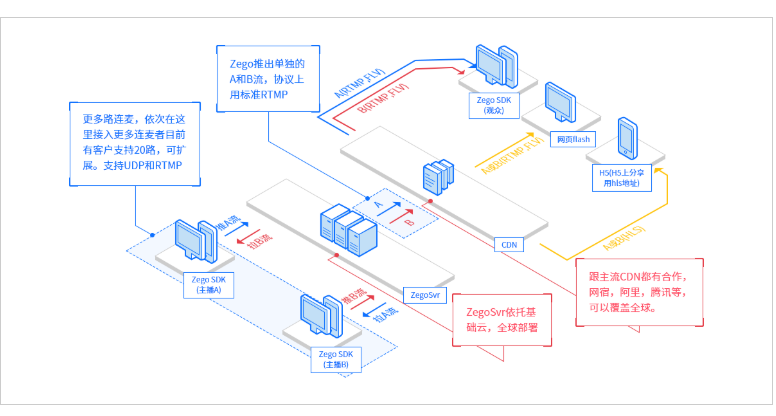 Zego推出单独的
A和B流，协议上
用标准RTMP
更多路连麦，依次在这
里接入更多连麦者目前
有客户支持20路，可扩
展。支持UDP和RTMP
A(RTMP,FLV)
B(RTMP,FLV)
Zego SDK
(观众)
网页flash
H5(H5上分享
用hls地址)
A或B(RTMP,FLV)
A或B(HLS)
CDN
A
B
推A流
拉B流
Zego SDK
(主播A)
ZegoSvr
推B流
拉A流
Zego SDK
(主播B)
ZegoSvr依托基
础云，全球部署
跟主流CDN都有合作，
网宿，阿里，腾讯等，
可以覆盖全球。